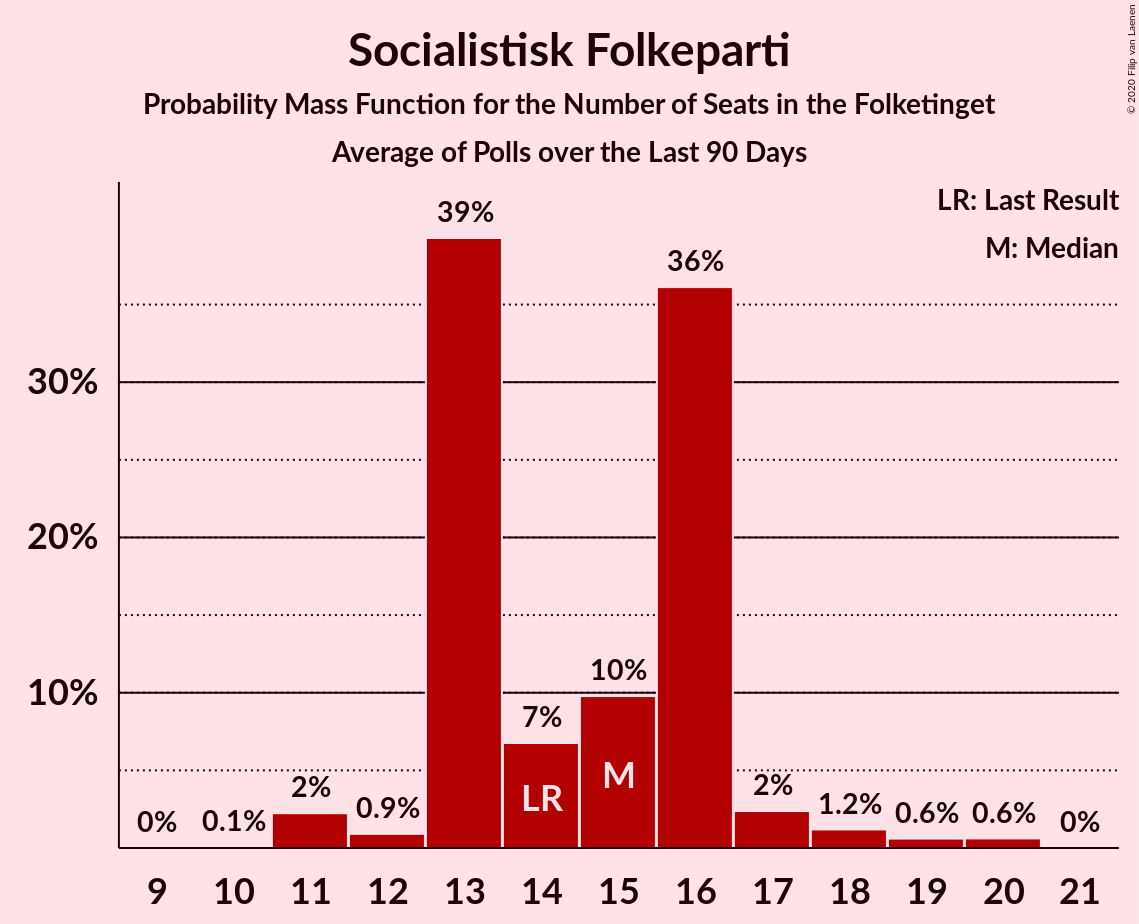 Socialistisk Folkeparti
Probability Mass Function for the Number of Seats in the Folketinget
Average of Polls over the Last 90 Days
© 2020 Filip van Laenen
LR: Last Result
M: Median
39%
36%
30%
20%
10%
10%
7%
M
LR
2%
2%
0%
0.1%
0.9%
1.2%
0.6%
0.6%
0%
9 10 11 12 13 14 15 16 17 18 19 20 21